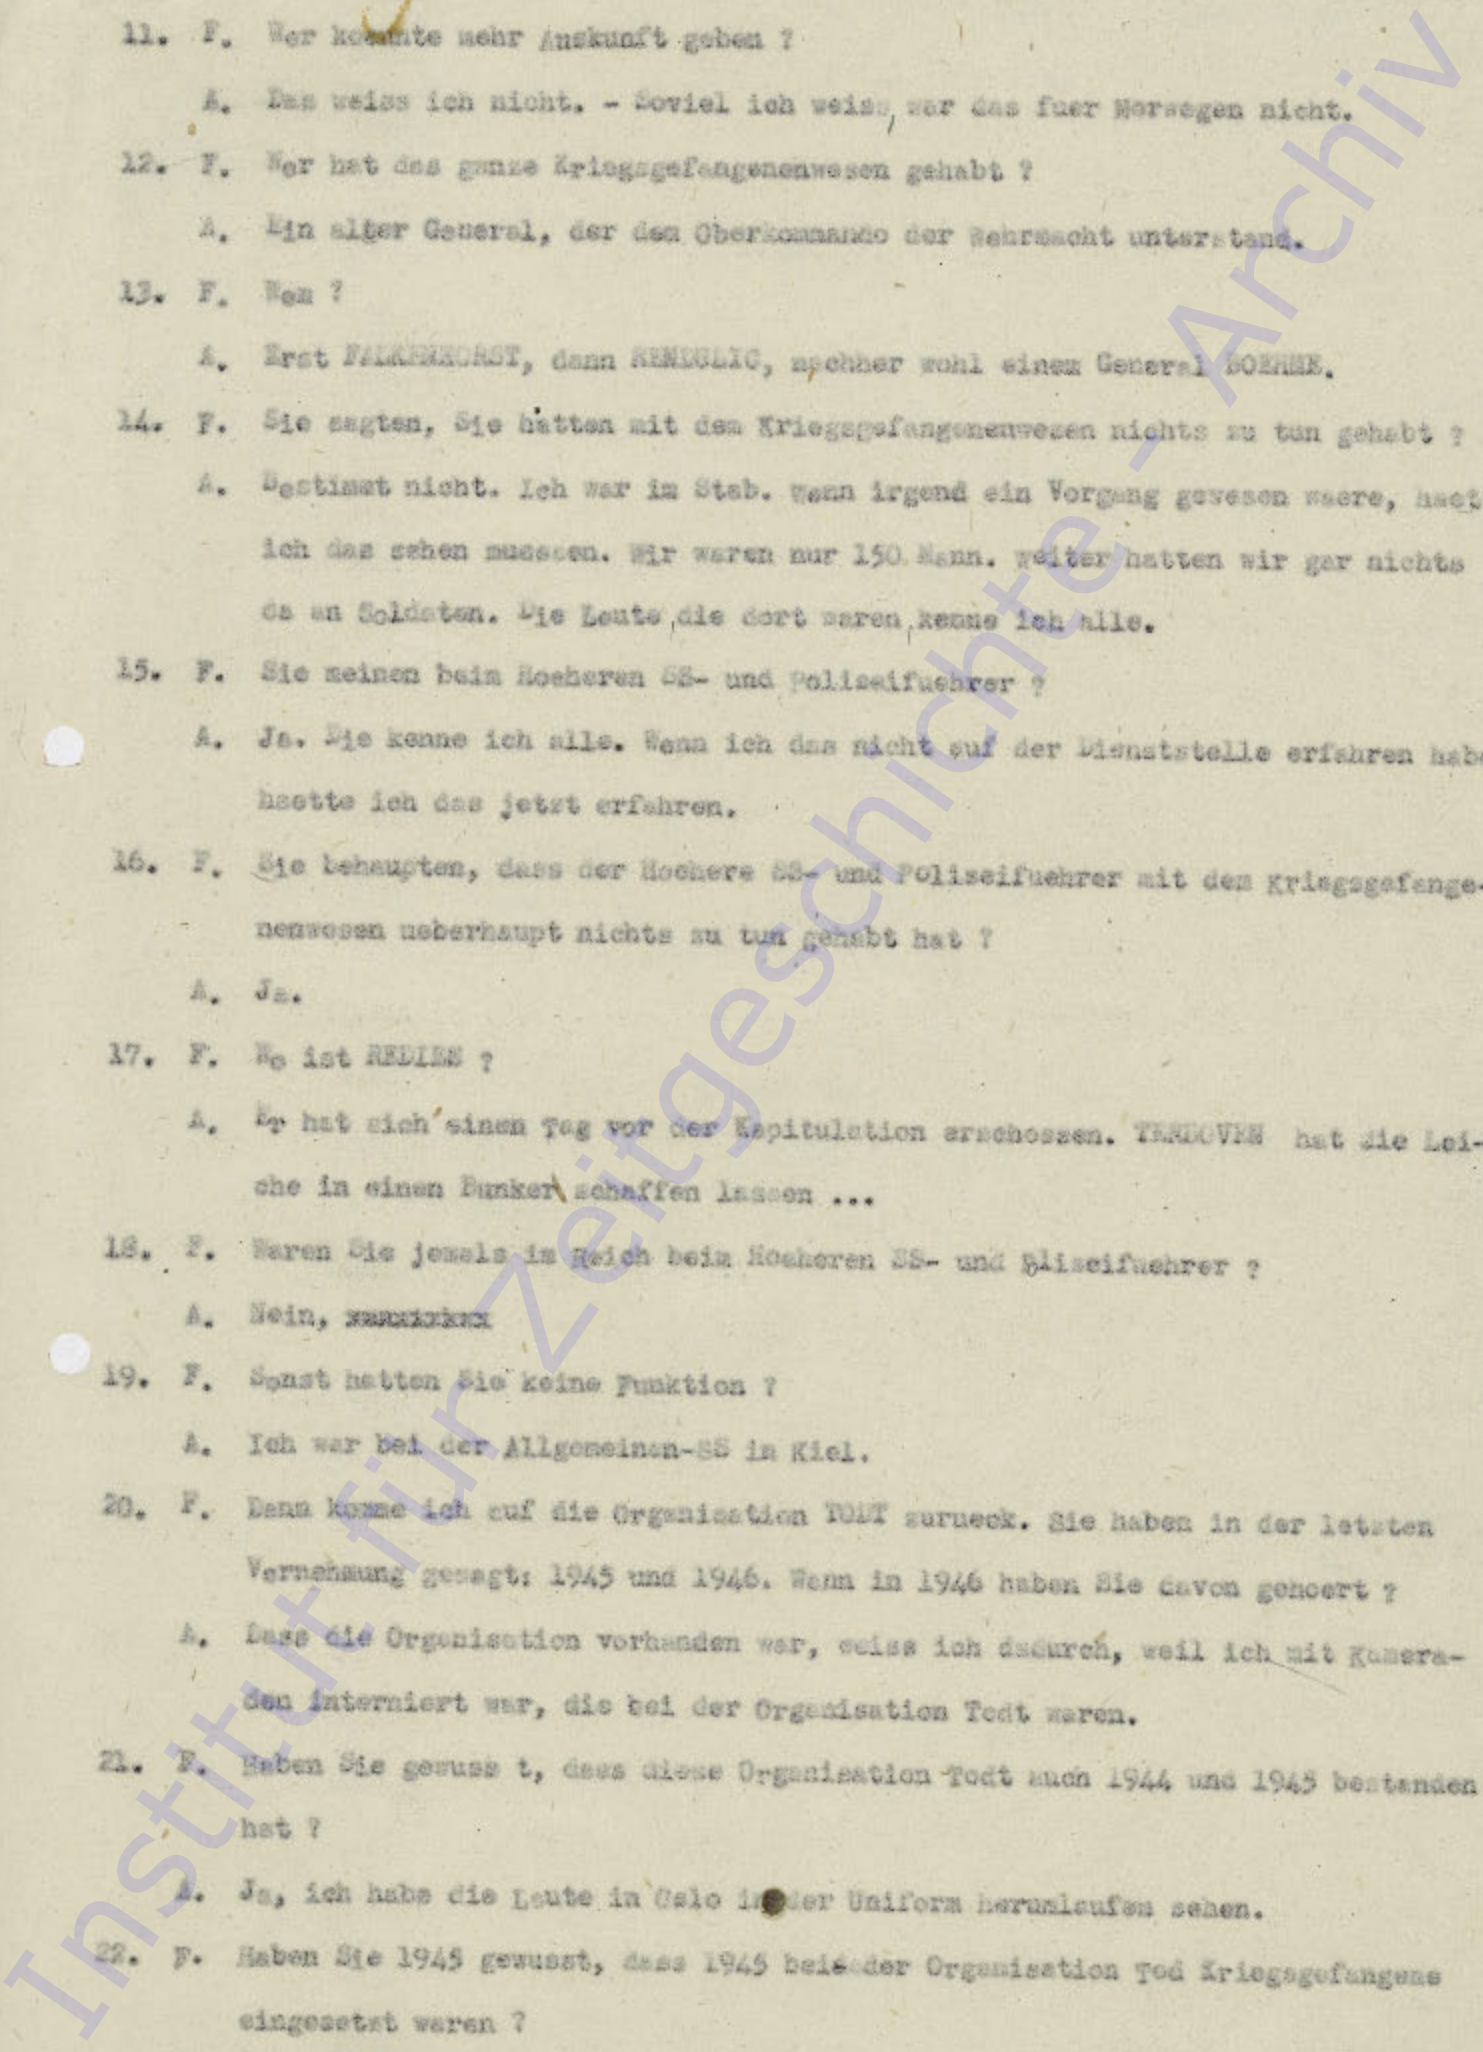 11. F. Wer koennte mehr Auskunft geben ?
A. Das weiss ich nicht. - Soviel ich weiss, war das fuer Norwegen nicht.
12. F. Wer hat das ganze Kriegsgefangenenwesen gehabt ?
A. Ein alter General, der dem Oberkommando der Wehrmacht unterstand.
13. F. Wem ?
A. Erst FALKENHORST, dann RENDULIC, nachher wohl einem General BOEHME.
14. F. Sie sagten, Sie hätten mit dem Kriegsgefangenenwesen nichts zu tun gehabt ?
A. Bestimmt nicht. Ich war im Stab. Wenn irgend ein Vorgang gewesen waere, haet
ich das sehen muessen. Wir waren nur 150 Mann. Weiter hatten wir gar nichts
da an Soldaten. Die Leute, die dort waren, kenne ich alle.
15. F. Sie meinen beim Hoeheren SS- und Polizeifuehrer ?
A. Ja. Die kenne ich alle. Wenn ich das nicht auf der Dienststelle erfahren habe
haette ich das jetzt erfahren.
16. F. Sie behaupten, dass der Hoehere SS- und Polizeifuehrer mit dem Kriegsgefange-
nenwesen ueberhaupt nichts zu tun gehabt hat ?
A. Ja.
17. F. Wo ist REDIES ?
A. Er hat sich einen Tag vor der Kapitulation erschossen. TERBOVEN hat die Lei-
che in einen Bunker schaffen lassen ...
18. F. Waren Sie jemals im Reich beim Hoeheren SS- und Plizeifuehrer ?
A. Nein,
19. F. Sonst hatten Sie keine Funktion ?
A. Ich war bei der Allgemeinen-SS in Kiel.
20. F. Dann komme ich auf die Organisation TODT zurueck. Sie haben in der letzten
Vernehmung gesagt: 1945 und 1946. Wann in 1946 haben Sie davon gehoert ?
A. Dass die Organisation vorhanden war, weiss ich dadurch, weil ich mit Kamera-
den interniert war, die bei der Organisation Todt waren.
21. F. Haben Sie gewuss t, dass diese Organisation Todt auch 1944 und 1945 bestanden
hat ?
A. Ja, ich habe die Leute in Oslo in der Uniform herumlaufen sehen.
22. F. Haben Sie 1945 gewusst, dass 1945 bei der Organisation Tod Kriegsgefangene
eingesetzt waren ?
Institut für Zeitgeschichte - Archiv